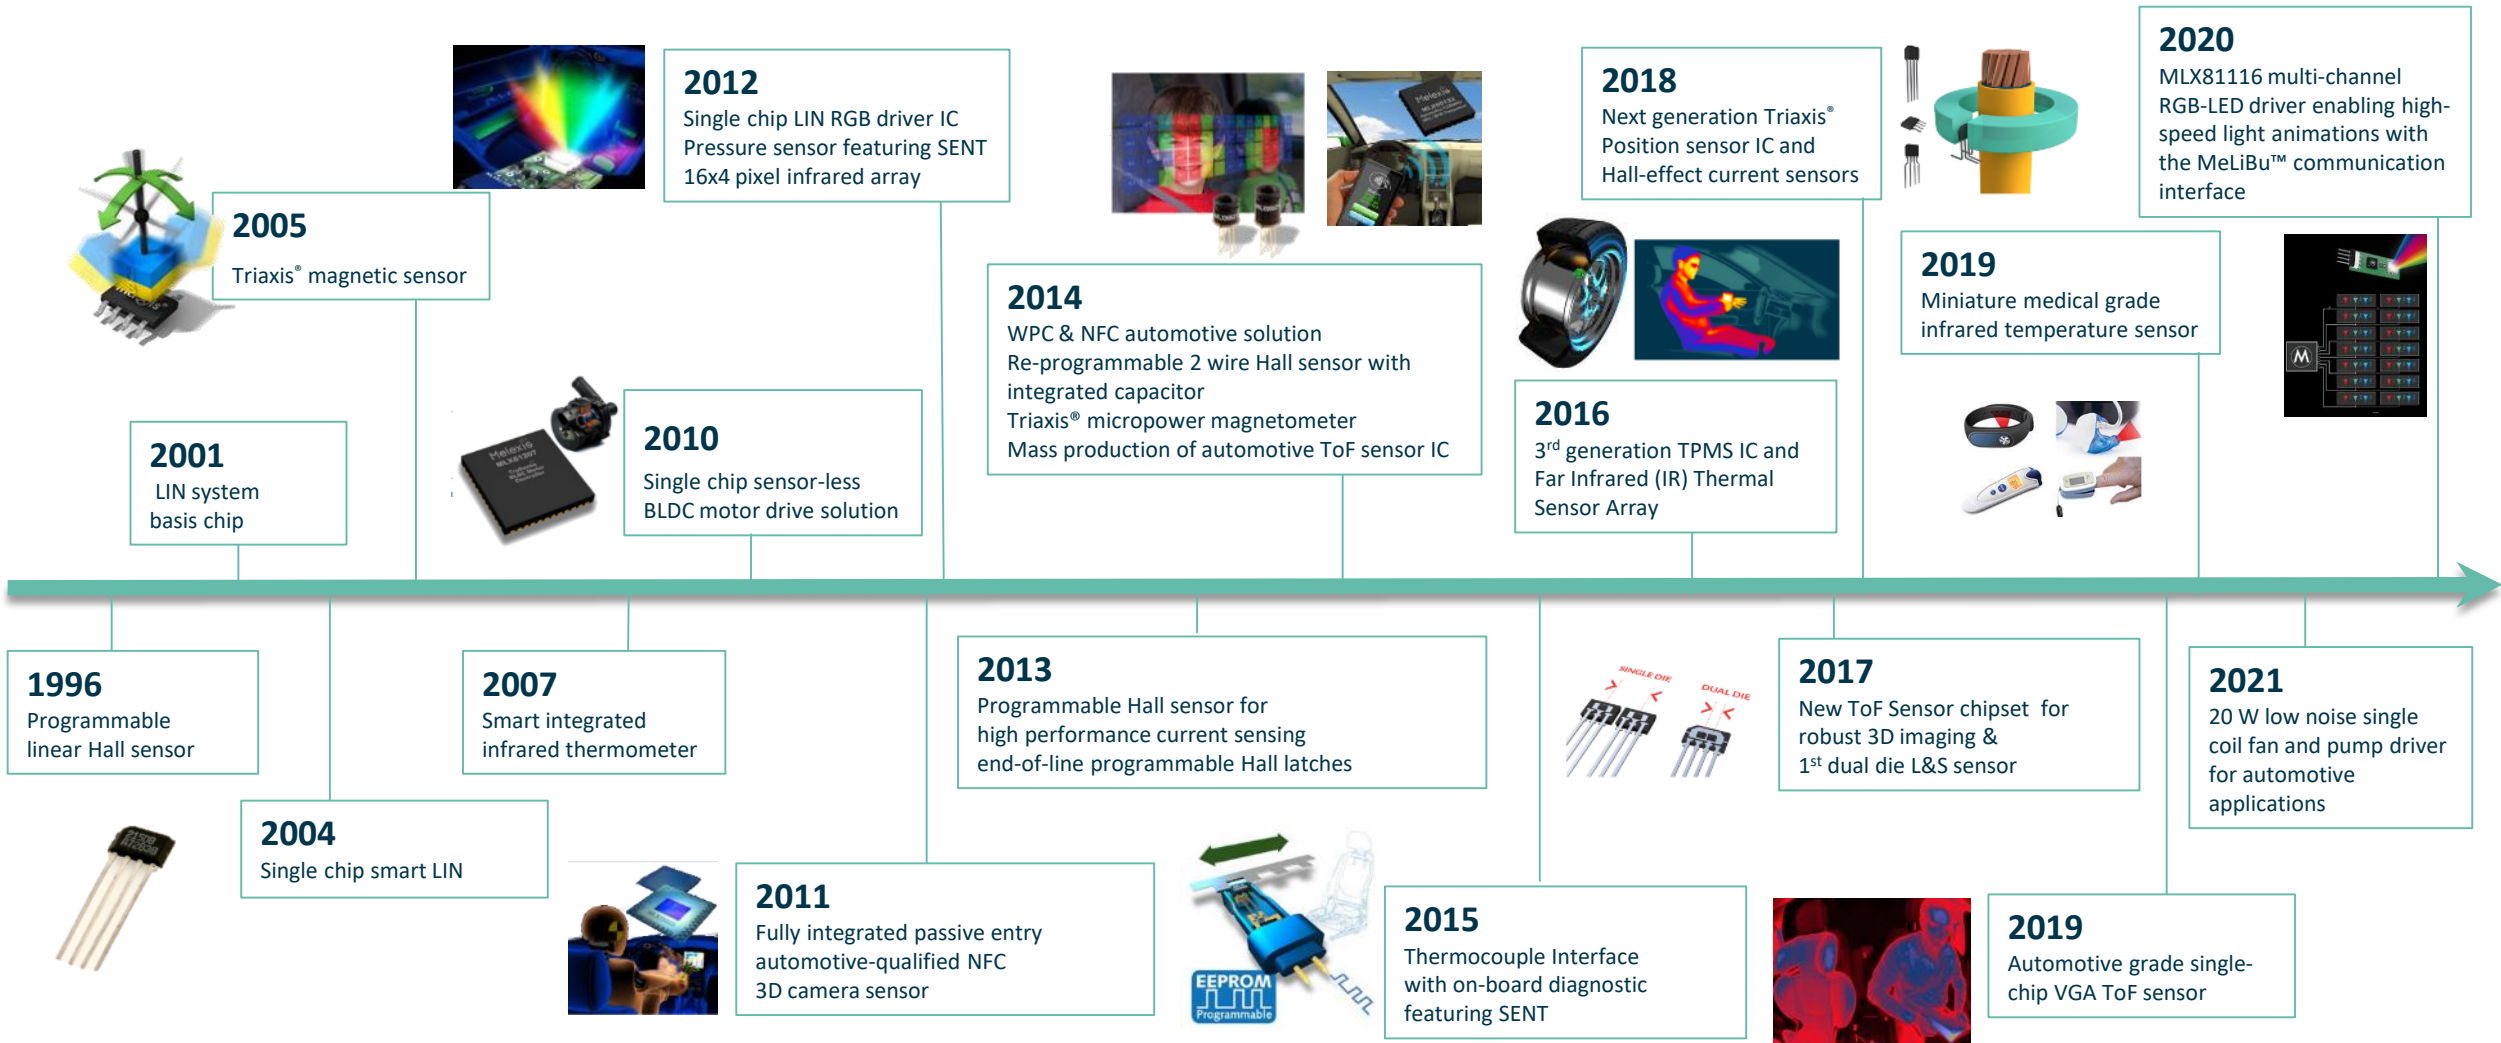 2012
Single chip LIN RGB driver IC
Pressure sensor featuring SENT
16x4 pixel infrared array
2018
Next generation Triaxis®
Position sensor IC and
Hall-effect current sensors
2020
MLX81116 multi-channel
RGB-LED driver enabling high-
speed light animations with
the MeLiBu™ communication
interface
2005
Triaxis® magnetic sensor
2014
WPC & NFC automotive solution
Re-programmable 2 wire Hall sensor with
integrated capacitor
Triaxis® micropower magnetometer
Mass production of automotive ToF sensor IC
2019
Miniature medical grade
infrared temperature sensor
2001
LIN system
basis chip
Melexis
MLX81207
2010
Single chip sensor-less
BLDC motor drive solution
2016
3rd generation TPMS IC and
Far Infrared (IR) Thermal
Sensor Array
Melexis
M
1996
Programmable
linear Hall sensor
2007
Smart integrated
infrared thermometer
2013
Programmable Hall sensor for
high performance current sensing
end-of-line programmable Hall latches
SINGLE DIE
DUAL DIE
2017
New ToF Sensor chipset for
robust 3D imaging &
1st dual die L&S sensor
2021
20 W low noise single
coil fan and pump driver
for automotive
applications
2004
Single chip smart LIN
2011
Fully integrated passive entry
automotive-qualified NFC
3D camera sensor
EEPROM
Programmable
2015
Thermocouple Interface
with on-board diagnostic
featuring SENT
2019
Automotive grade single-
chip VGA ToF sensor